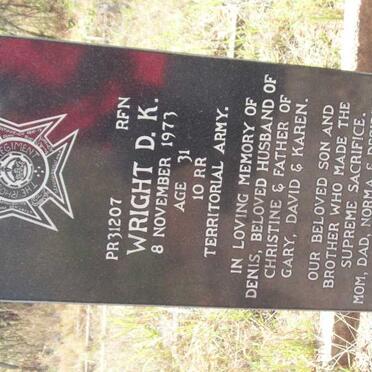 REGIMENT
THE
PR31207 RFN
WRIGHT D. K.
8 NOVEMBER 1973
AGE 31
10 RR
TERRITORIAL ARMY.
IN LOVING MEMORY OF
DENIS, BELOVED HUSBAND OF
CHRISTINE & FATHER OF
GARY, DAVID & KAREN.
OUR BELOVED SON AND
BROTHER WHO MADE THE
SUPREME SACRIFICE.
MOM, DAD, NORMA &